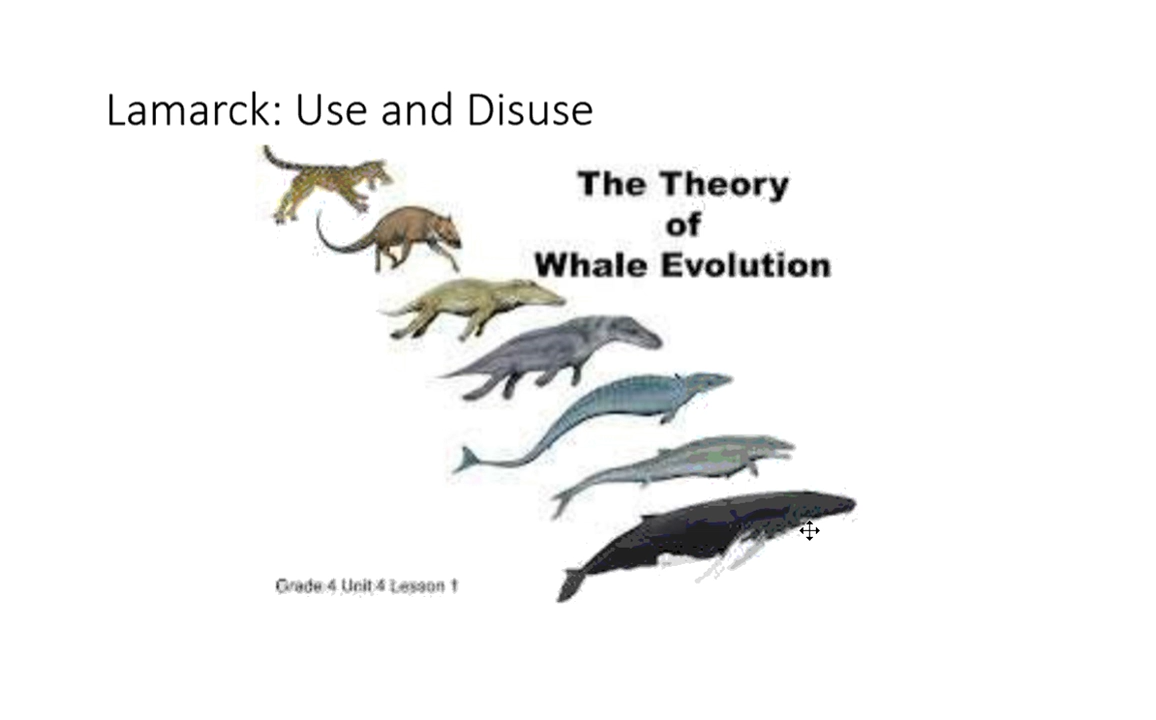 Lamarck: Use and Disuse
The Theory
of
Whale Evolution
Grade 4 Unit 4 Lesson 1